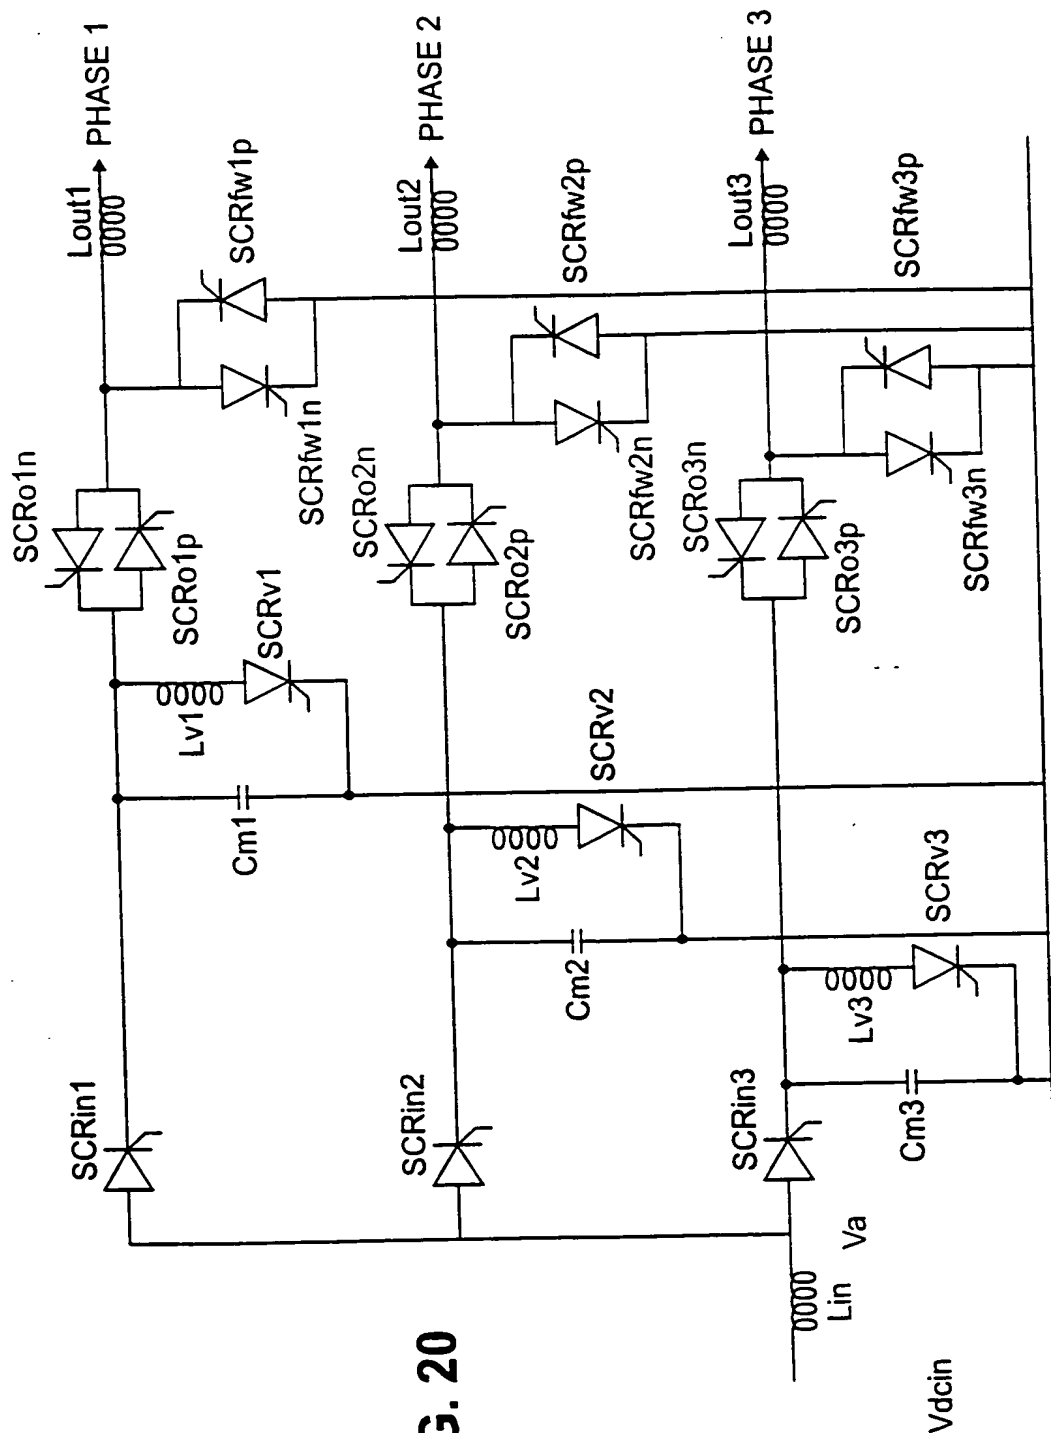 PHASE 1
Lout1
SCRfw1p
SCRfw1n
SCRo1n
SCRo1p
SCRv1
Lv1
Cm1
SCRin1
PHASE 2
Lout2
SCRfw2p
SCRfw2n
SCRo2n
SCRo2p
SCRv2
Lv2
Cm2
SCRin2
PHASE 3
Lout3
SCRfw3p
SCRfw3n
SCRo3n
SCRo3p
SCRv3
Lv3
Cm3
SCRin3
Va
Lin
Vdcin
G. 20